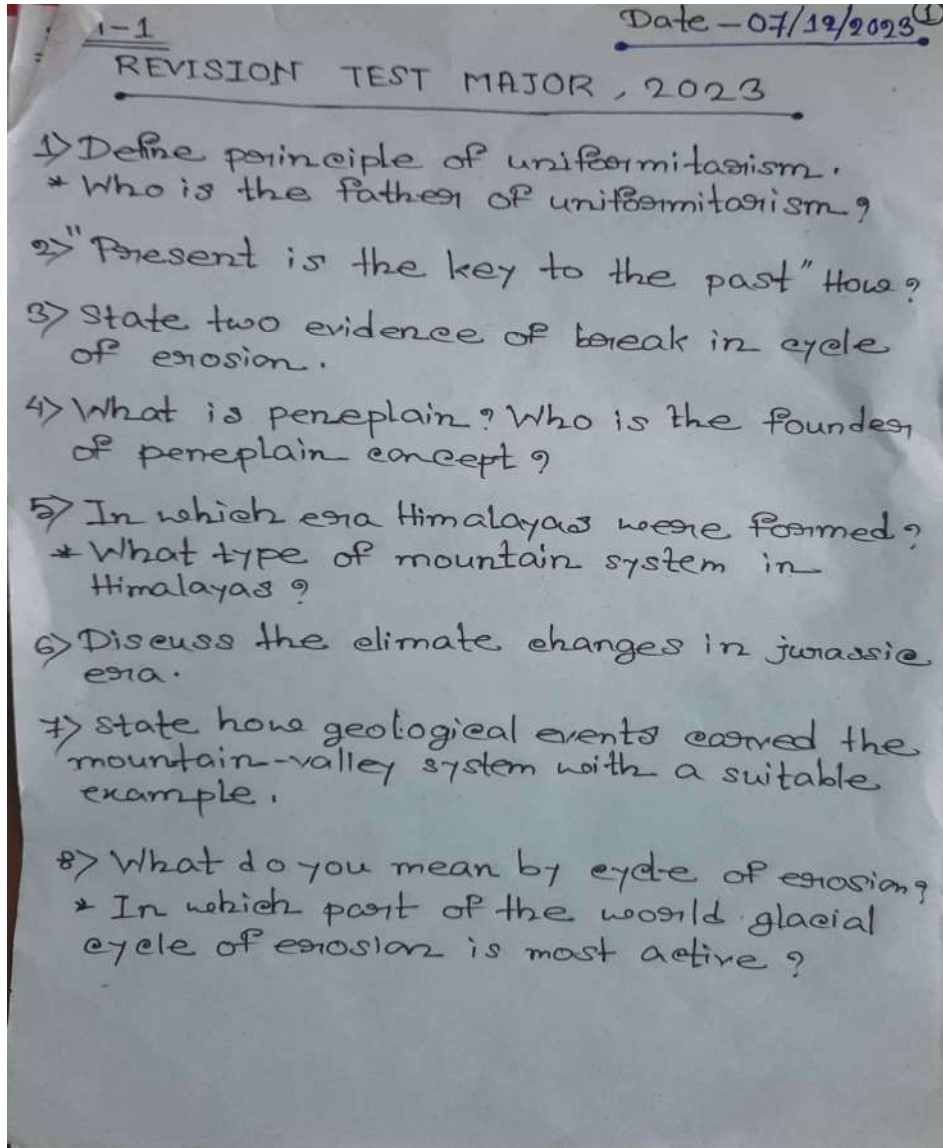 1-1
Date - 07/12/2023 1
REVISION TEST MAJOR, 2023
1> Define principle of uniformitarism.
* Who is the father of uniformitarism?
2> "Present is the key to the past" How?
3> State two evidence of break in cycle
of erosion.
4> What is peneplain? Who is the founder
of peneplain concept?
5> In which era Himalayas were formed?
* What type of mountain system in
Himalayas?
6> Discuss the climate changes in jurassic
era.
7> State how geological events carved the
mountain-valley system with a suitable
example.
8> What do you mean by cycle of erosion?
* In which part of the world glacial
cycle of erosion is most active?